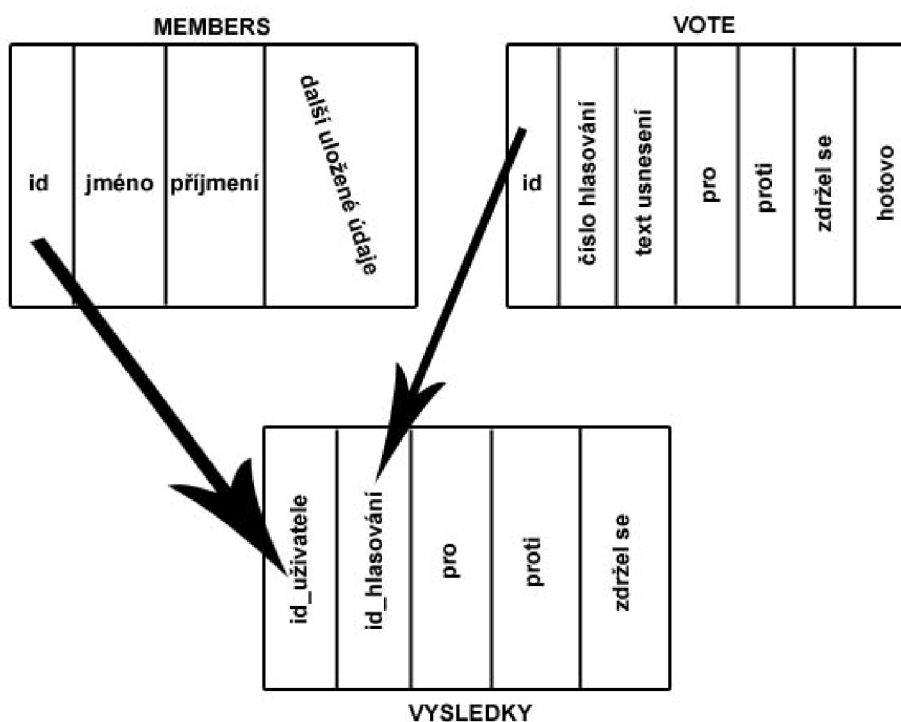 MEMBERS
id
jméno
příjmení
další uložené údaje
VOTE
id
číslo hlasování
text usnesení
pro
proti
zdržel se
hotovo
id_uživatele
id_hlasování
pro
proti
zdržel se
VYSLEDKY